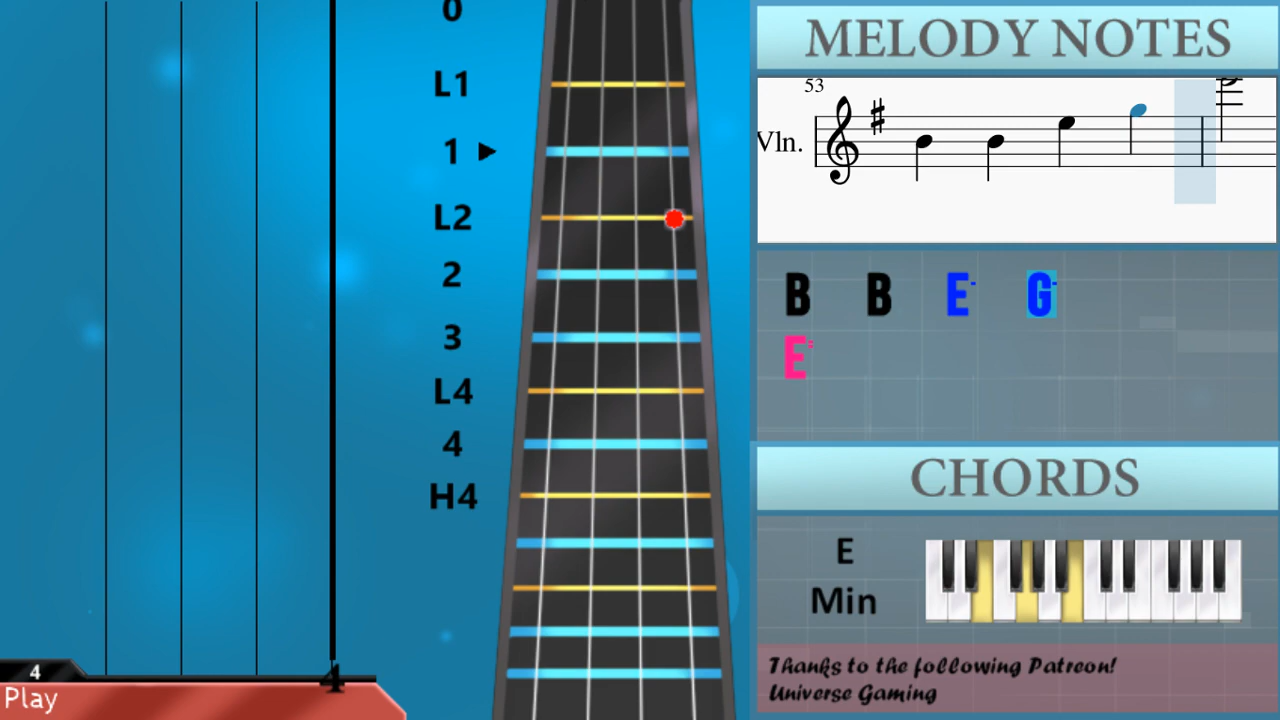 0
L1
1
L2
2
3
L4
4
H4
4
4
Play
MELODY NOTES
53
Vln.
B B E G
E
CHORDS
E
Min
Thanks to the following Patreon!
Universe Gaming